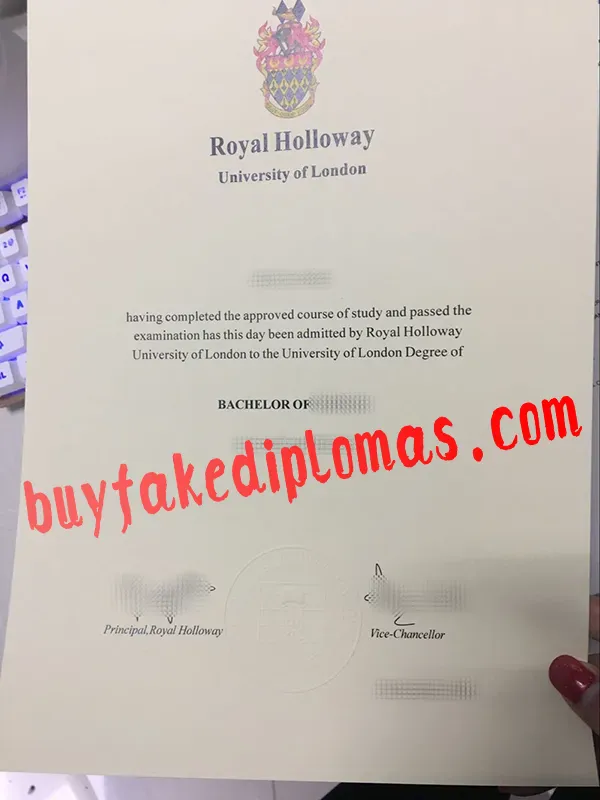 Royal Holloway
University of London
having completed the approved course of study and passed the
examination has this day been admitted by Royal Holloway
University of London to the University of London Degree of
BACHELOR OF
buyfakediplomas.com
Principal,Royal Holloway
Vice-Chancellor